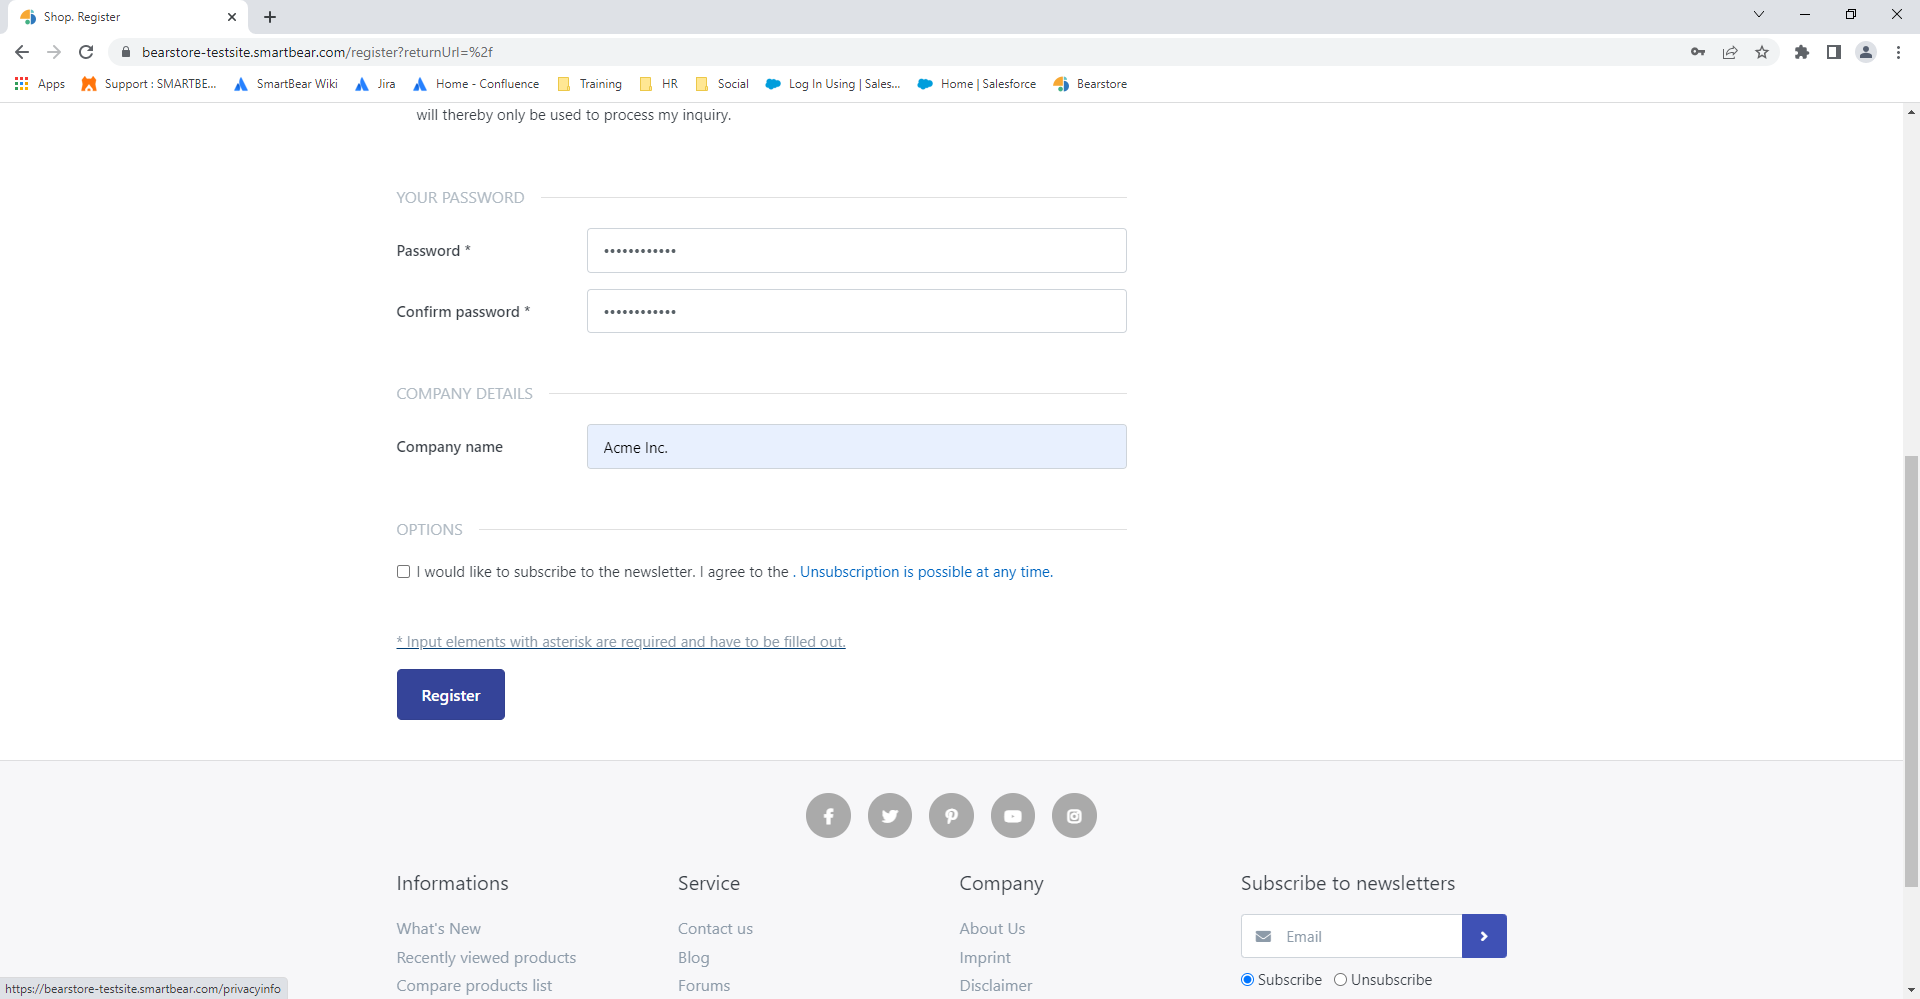 Shop. Register
bearstore-testsite.smartbear.com/register?returnUrl=%2f
Apps Support : SMARTBE... SmartBear Wiki Jira Home - Confluence Training HR Social Log In Using | Sales... Home | Salesforce Bearstore
will thereby only be used to process my inquiry.
YOUR PASSWORD
Password * ••••••••••••
Confirm password * ••••••••••••
COMPANY DETAILS
Company name Acme Inc.
OPTIONS
I would like to subscribe to the newsletter. I agree to the . Unsubscription is possible at any time.
* Input elements with asterisk are required and have to be filled out.
Register
Informations Service Company Subscribe to newsletters
What's New Contact us About Us
Email
Recently viewed products Blog Imprint
Subscribe Unsubscribe
Compare products list Forums Disclaimer
https://bearstore-testsite.smartbear.com/privacyinfo